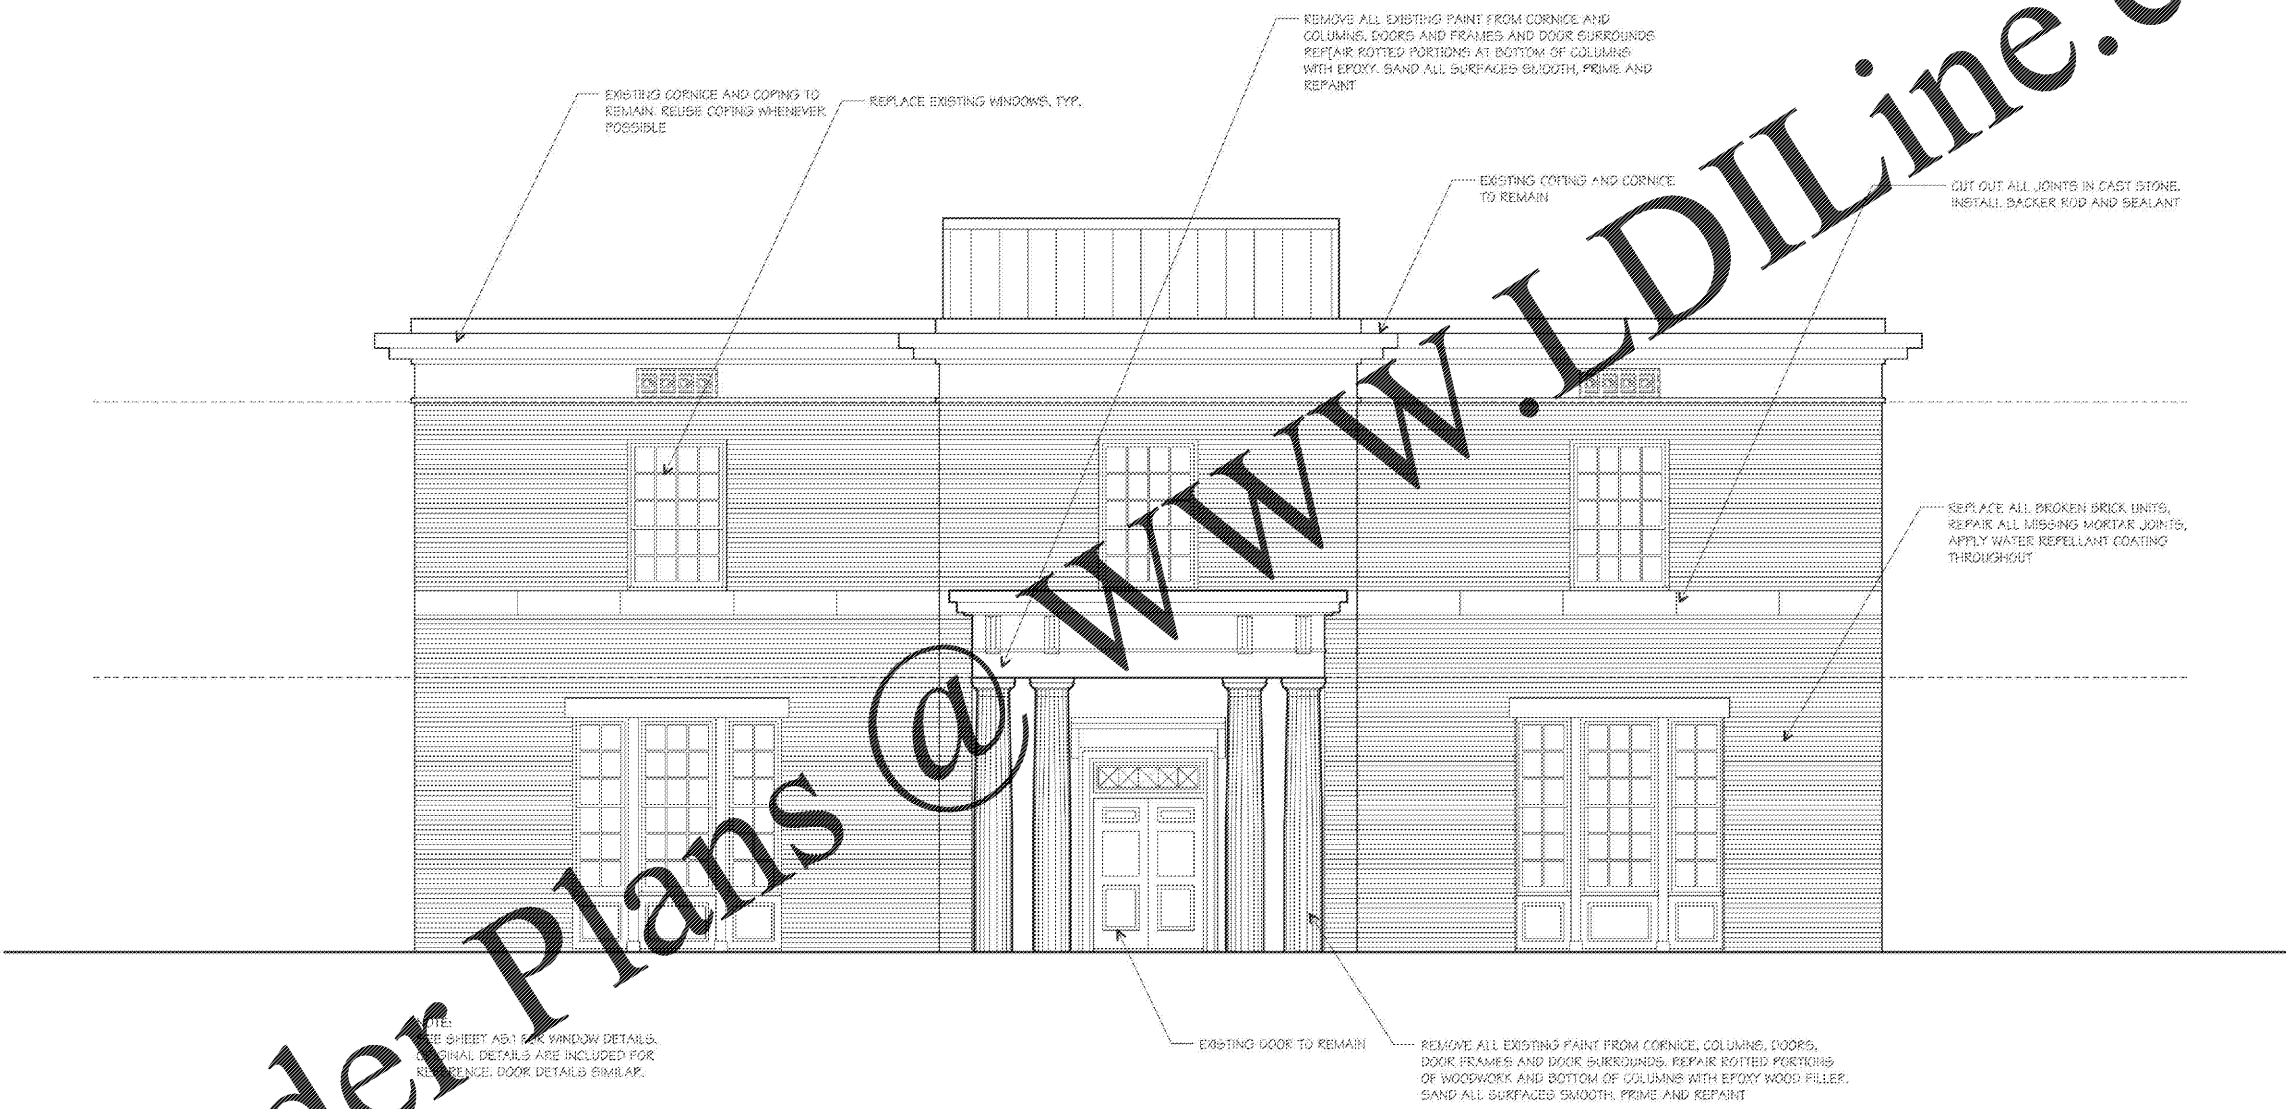 REMOVE ALL EXISTING PAINT FROM CORNICE AND
COLUMNS, DOORS AND FRAMES AND DOOR SURROUNDS
REP[AIR ROTTED PORTIONS AT BOTTOM OF COLUMNS
WITH EPOXY. SAND ALL SURFACES SMOOTH, PRIME AND
REPAINT
EXISTING CORNICE AND COPING TO
REMAIN. REUSE COPING WHENEVER
POSSIBLE
REPLACE EXISTING WINDOWS, TYP.
EXISTING COPING AND CORNICE
TO REMAIN
CUT OUT ALL JOINTS IN CAST STONE.
INSTALL BACKER ROD AND SEALANT
REPLACE ALL BROKEN BRICK UNITS,
REPAIR ALL MISSING MORTAR JOINTS,
APPLY WATER REPELLANT COATING
THROUGHOUT
der Plans @ www.LDILine.c
NOTE:
SEE SHEET A5.1 FOR WINDOW DETAILS.
ORIGINAL DETAILS ARE INCLUDED FOR
REFERENCE. DOOR DETAILS SIMILAR.
EXISTING DOOR TO REMAIN
REMOVE ALL EXISTING PAINT FROM CORNICE, COLUMNS, DOORS,
DOOR FRAMES AND DOOR SURROUNDS. REPAIR ROTTED PORTIONS
OF WOODWORK AND BOTTOM OF COLUMNS WITH EPOXY WOOD FILLER.
SAND ALL SURFACES SMOOTH, PRIME AND REPAINT